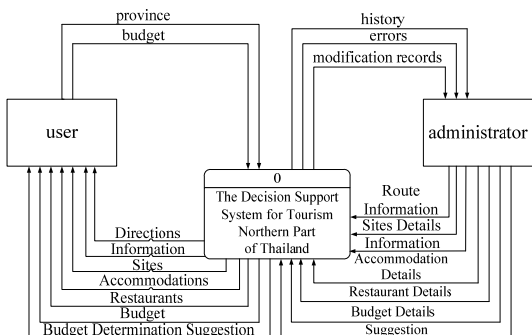 province
budget
history
errors
modification records
user
administrator
0
The Decision Support
System for Tourism
Northern Part
of Thailand
Directions
Information
Sites
Accommodations
Restaurants
Budget
Budget Determination Suggestion
Route
Information
Sites Details
Information
Accommodation
Details
Restaurant Details
Budget Details
Suggestion